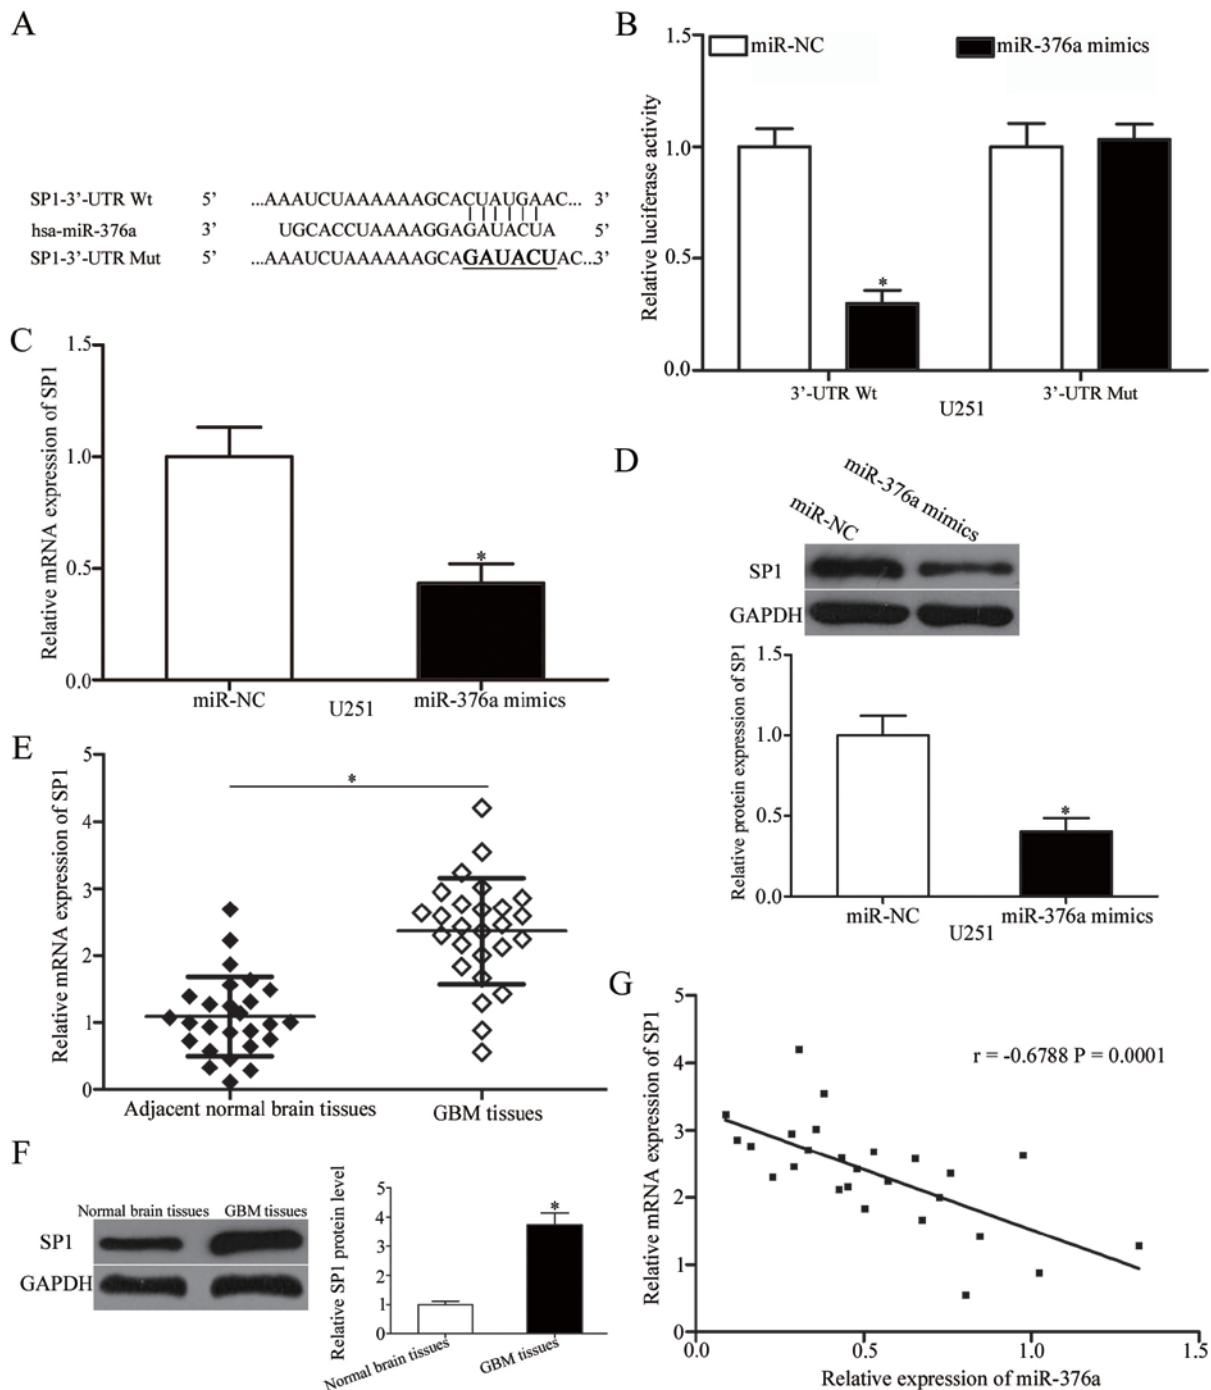 A
SP1-3’-UTR Wt 5’ ...AAAUCUAAAAAAGCACUAUGAAC... 3’
hsa-miR-376a 3’ UGCACCUAAAAGGAGAUACUA 5’
SP1-3’-UTR Mut 5’ ...AAAUCUAAAAAAGCAGAUACUAC...3’
B
miR-NC
miR-376a mimics
Relative luciferase activity
1.5
1.0
0.5
0.0
*
3’-UTR Wt
3’-UTR Mut
U251
C
Relative mRNA expression of SP1
1.5
1.0
0.5
0.0
*
miR-NC
miR-376a mimics
U251
D
miR-NC
miR-376a mimics
SP1
GAPDH
Relative protein expression of SP1
1.5
1.0
0.5
0.0
*
miR-NC
miR-376a mimics
U251
E
Relative mRNA expression of SP1
5
4
3
2
1
0
*
Adjacent normal brain tissues
GBM tissues
F
Normal brain tissues
GBM tissues
SP1
GAPDH
Relative SP1 protein level
5
4
3
2
1
0
*
Normal brain tissues
GBM tissues
G
Relative mRNA expression of SP1
5
4
3
2
1
0
r = -0.6788 P = 0.0001
0.0
0.5
1.0
1.5
Relative expression of miR-376a